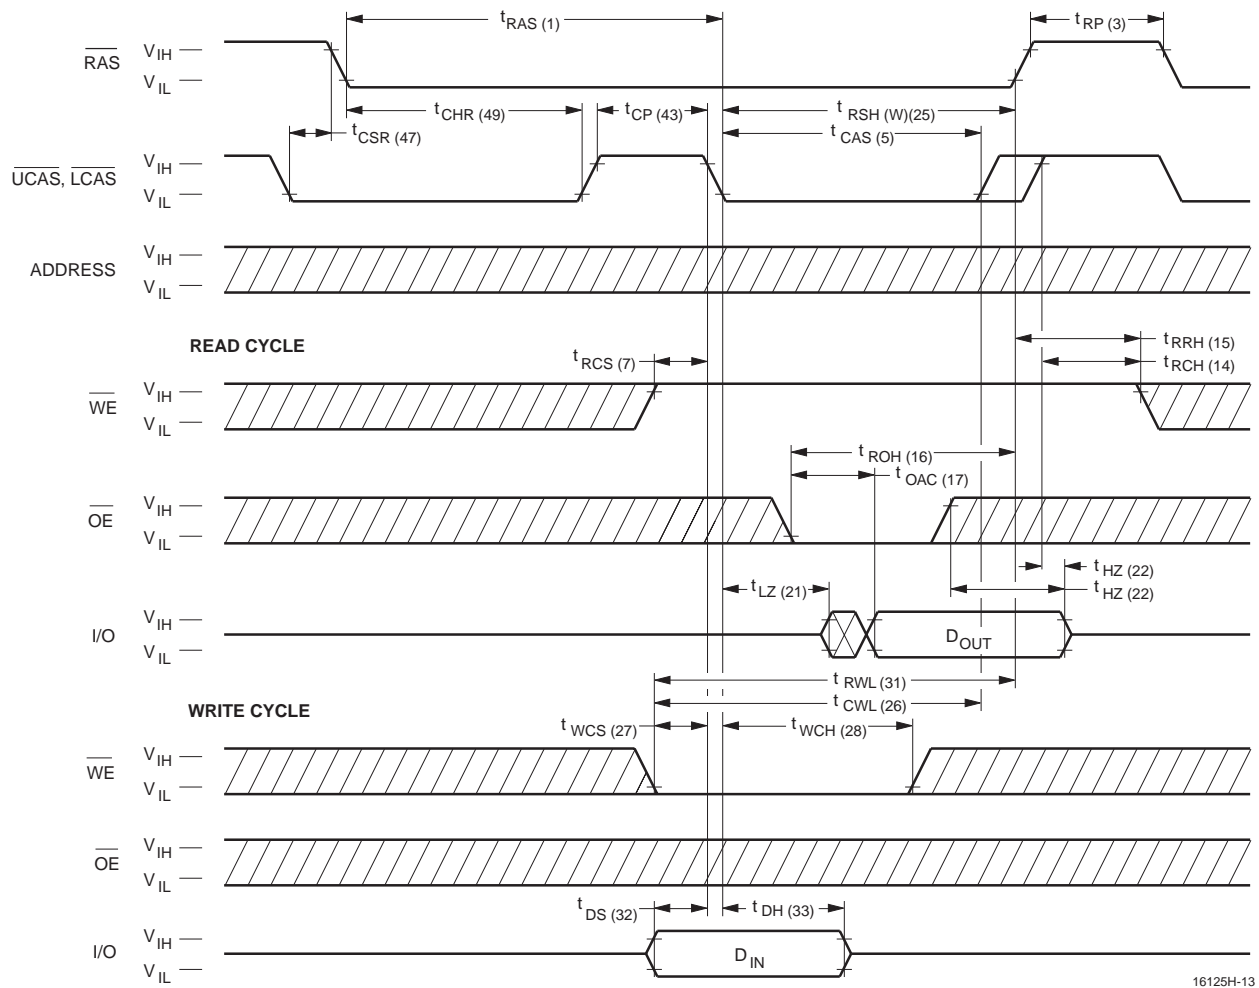 t RAS (1)
t RP (3)
RAS
V IH
V IL
t CHR (49)
t CP (43)
t RSH (W)(25)
t CSR (47)
t CAS (5)
UCAS, LCAS
V IH
V IL
ADDRESS
V IH
V IL
READ CYCLE
t RCS (7)
t RRH (15)
t RCH (14)
WE
V IH
V IL
t ROH (16)
t OAC (17)
OE
V IH
V IL
t HZ (22)
t LZ (21)
t HZ (22)
I/O
V IH
V IL
D OUT
t RWL (31)
WRITE CYCLE
t CWL (26)
t WCS (27)
t WCH (28)
WE
V IH
V IL
OE
V IH
V IL
t DS (32)
t DH (33)
I/O
V IH
V IL
D IN
16125H-13